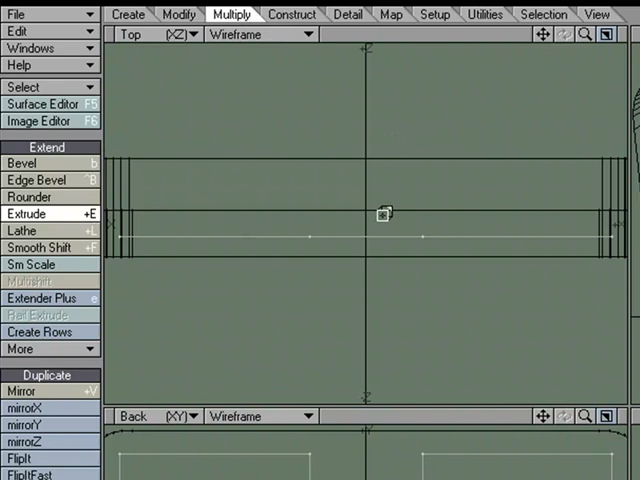 File Create Modify Multiply Construct Detail Map Setup Utilities Selection View
Edit
Windows
Help
Select
Surface Editor F5
Image Editor F6
Extend
Bevel b
Edge Bevel ^B
Rounder
Extrude +E
Lathe +L
Smooth Shift +F
Sm Scale
Multishift
Extender Plus e
Rail Extrude
Create Rows
More
Duplicate
Mirror +V
mirrorX
mirrorY
mirrorZ
FlipIt
FlipItFast
Top (XZ) Wireframe
+Z
-Z
Back (XY) Wireframe